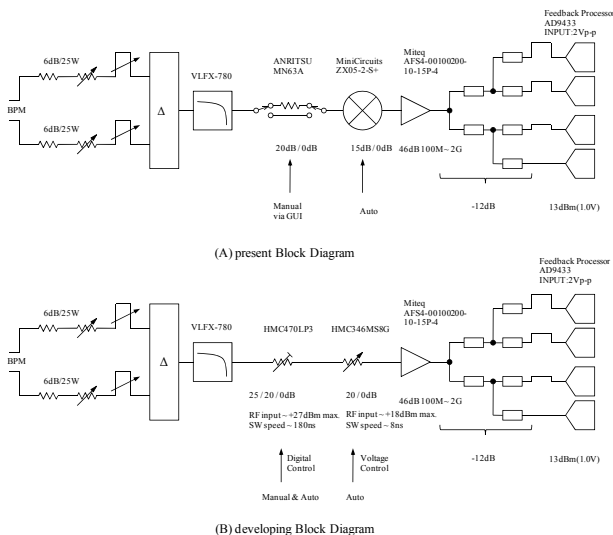 Feedback Processor
AD9433
INPUT:2Vp-p
6dB/25W
VLFX-780
ANRITSU
MN63A
MiniCircuits
ZX05-2-S+
Miteq
AFS4-00100200-
10-15P-4
BPM
Δ
6dB/25W
20dB/0dB
15dB/0dB
46dB 100M~2G
Manual
via GUI
Auto
-12dB
13dBm(1.0V)
(A) present Block Diagram
Feedback Processor
AD9433
INPUT:2Vp-p
6dB/25W
VLFX-780
HMC470LP3
HMC346MS8G
Miteq
AFS4-00100200-
10-15P-4
BPM
Δ
6dB/25W
25/20/0dB
20/0dB
46dB 100M~2G
RF input~+27dBm max.
SW speed~180ns
RF input~+18dBm max.
SW speed~8ns
Digital
Control
Voltage
Control
-12dB
13dBm(1.0V)
Manual & Auto
Auto
(B) developing Block Diagram